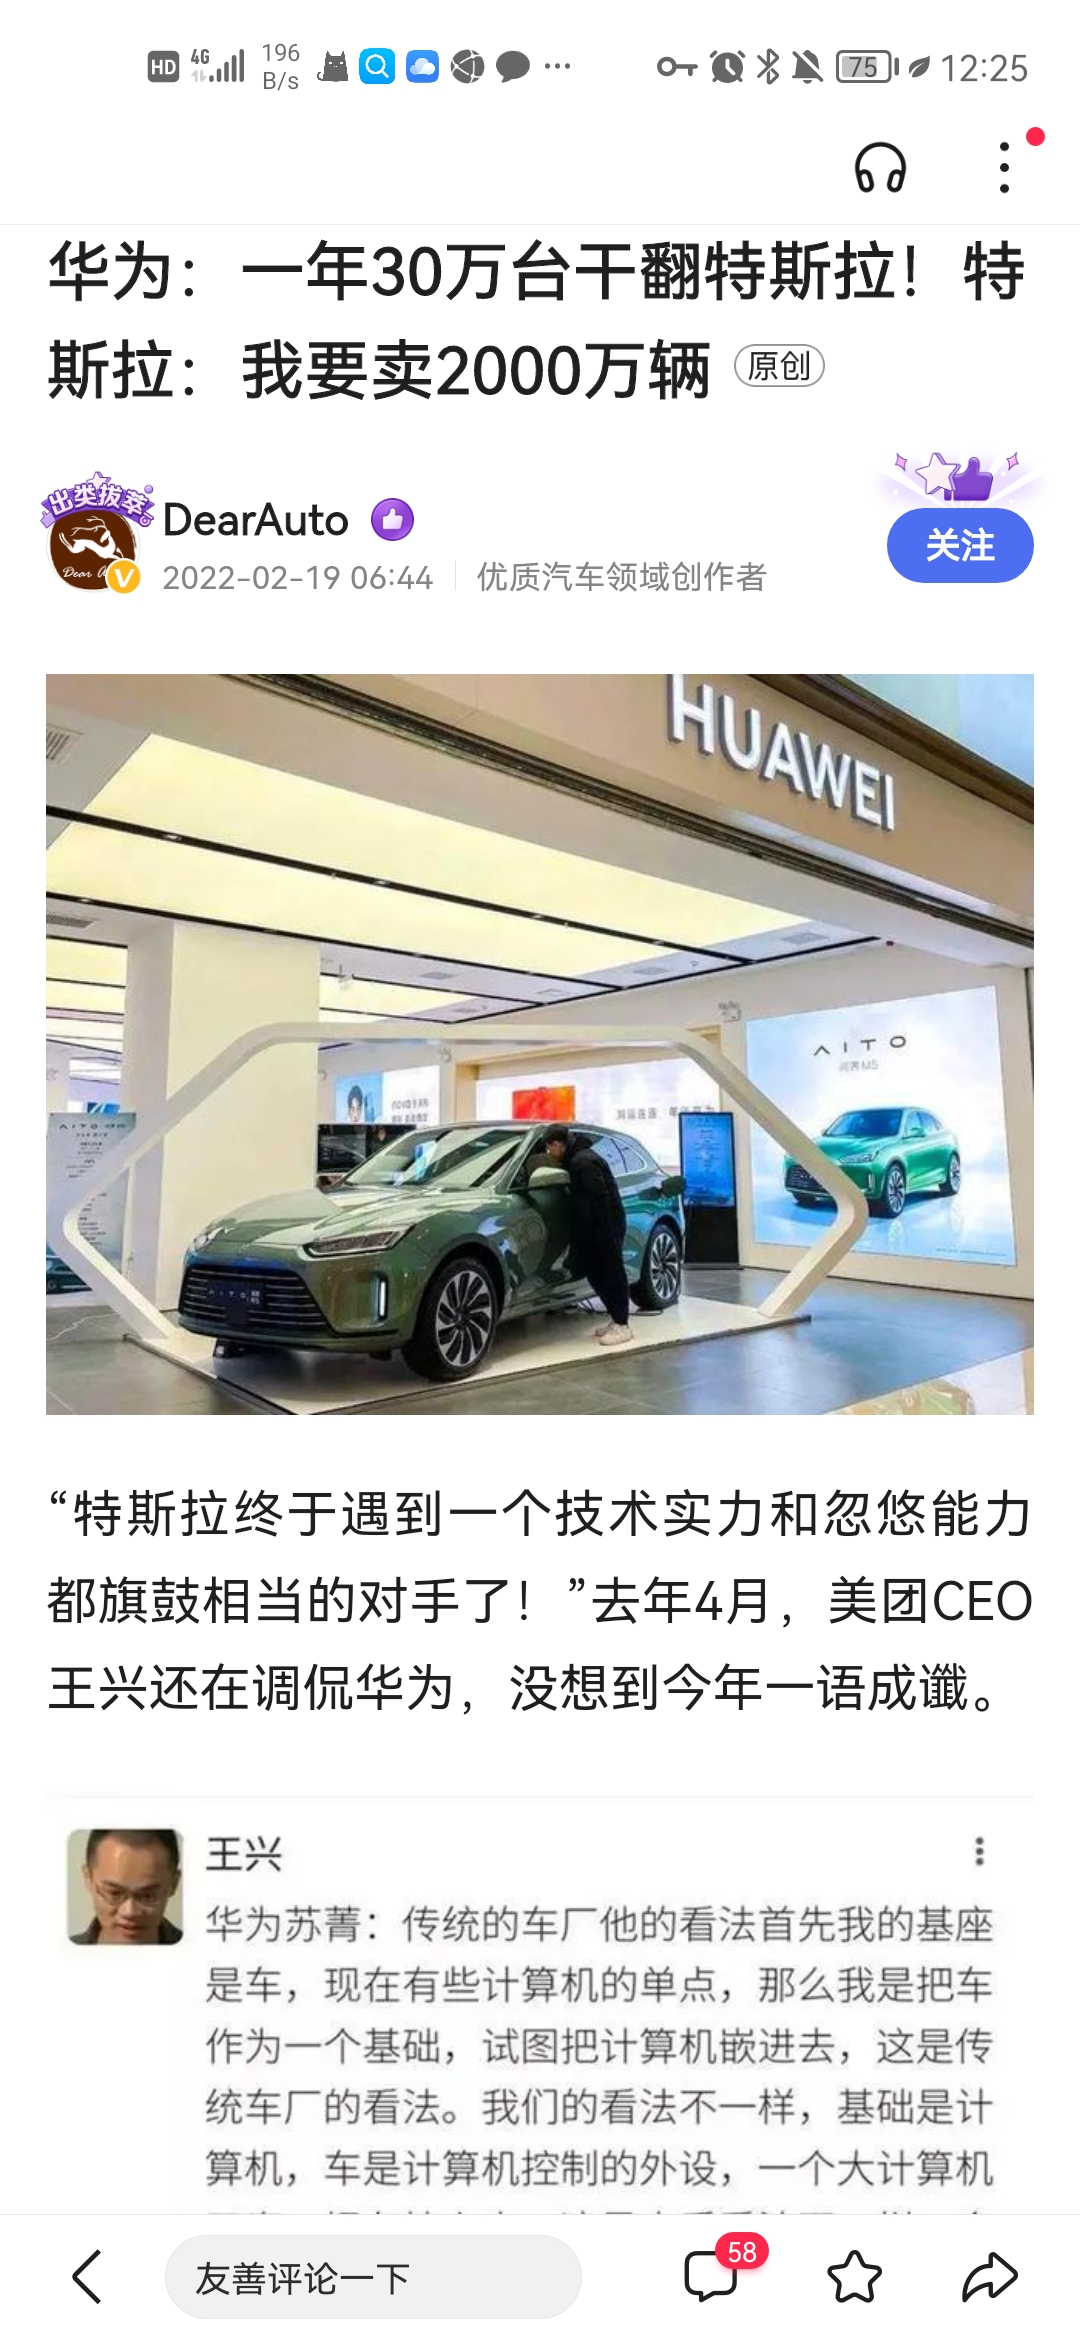 HD 4G 196 B/s 75 12:25
华为：一年30万台干翻特斯拉！特
斯拉：我要卖2000万辆 原创
出类拔萃
DearAuto
关注
2022-02-19 06:44 优质汽车领域创作者
HUAWEI
AITO
问界M5
AITO
“特斯拉终于遇到一个技术实力和忽悠能力
都旗鼓相当的对手了！”去年4月，美团CEO
王兴还在调侃华为，没想到今年一语成谶。
王兴
华为苏菁：传统的车厂他的看法首先我的基座
是车，现在有些计算机的单点，那么我是把车
作为一个基础，试图把计算机嵌进去，这是传
统车厂的看法。我们的看法不一样，基础是计
算机，车是计算机控制的外设，一个大计算机
友善评论一下 58